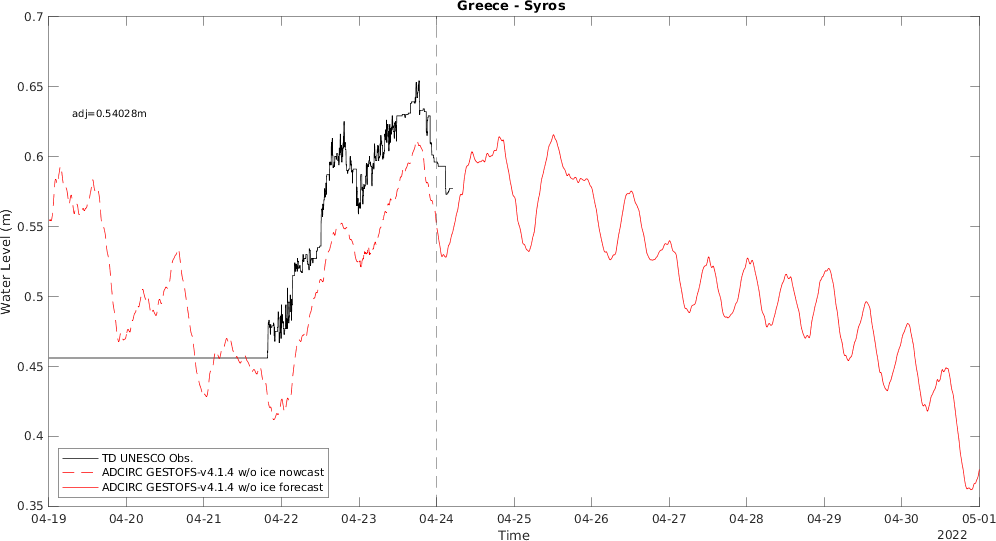 Greece - Syros
0.7
0.65
adj=0.54028m
0.6
0.55
Water Level (m)
0.5
0.45
0.4
TD UNESCO Obs.
ADCIRC GESTOFS-v4.1.4 w/o ice nowcast
ADCIRC GESTOFS-v4.1.4 w/o ice forecast
0.35
04-19 04-20 04-21 04-22 04-23 04-24 04-25 04-26 04-27 04-28 04-29 04-30 05-01
Time
2022